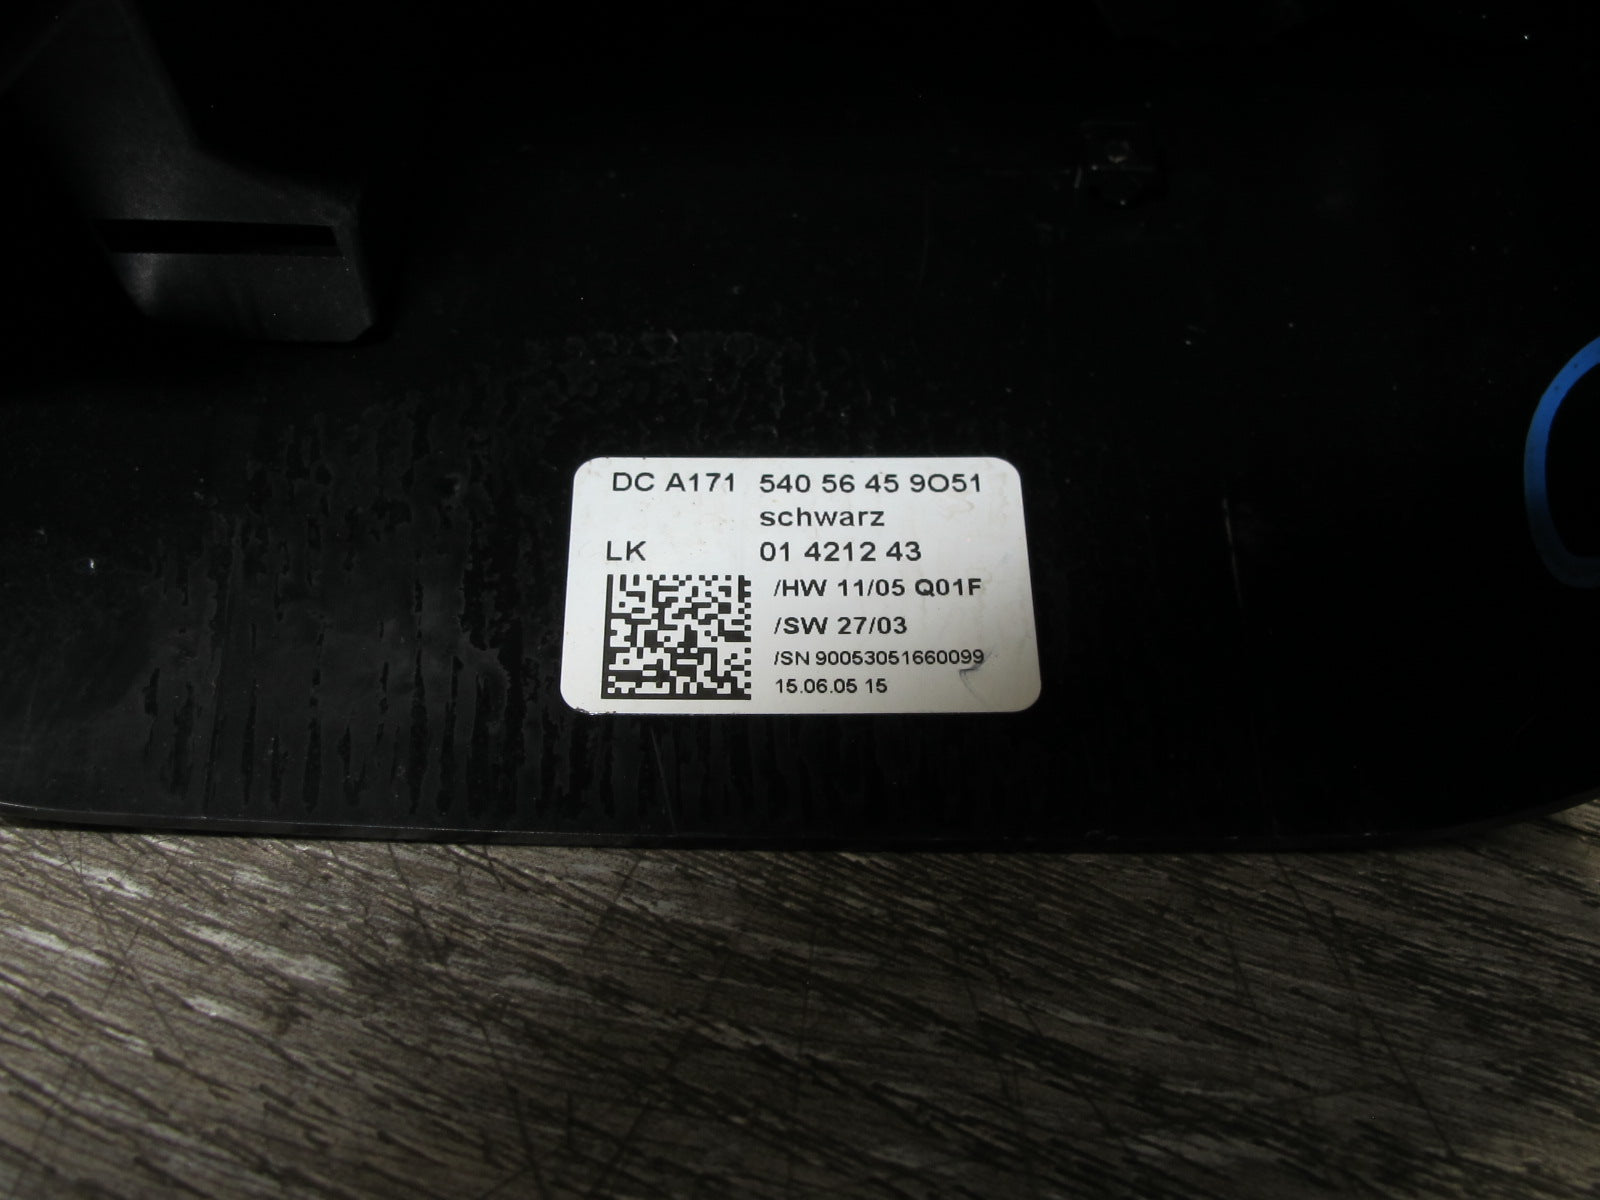 DC A171 540 56 45 9O51
schwarz
LK 01 4212 43
/HW 11/05 Q01F
/SW 27/03
/SN 90053051660099
15.06.05 15